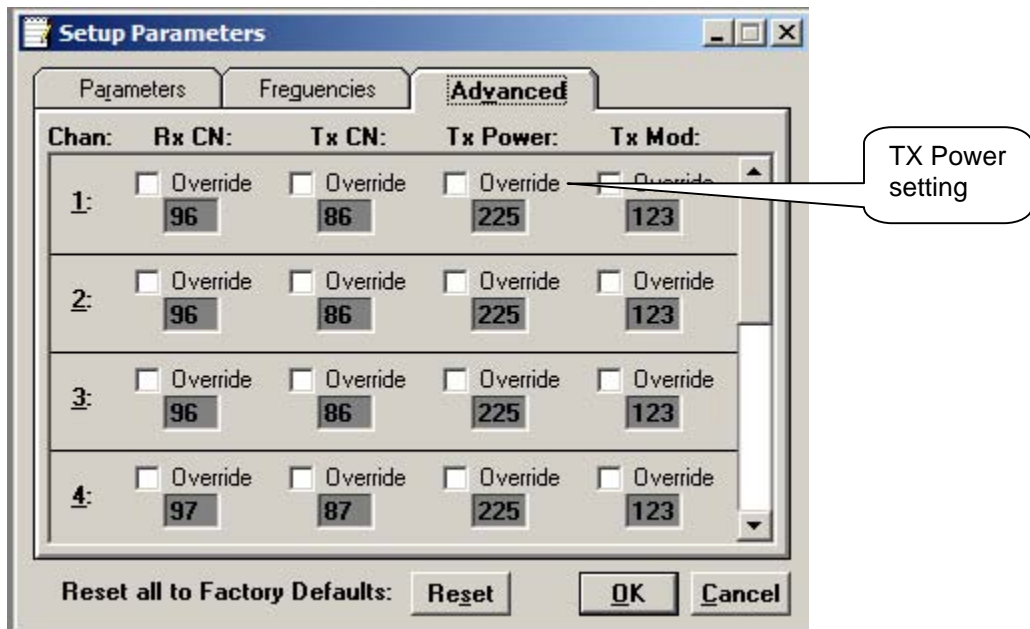 Setup Parameters
Parameters
Frequencies
Advanced
Chan: Rx CN: Tx CN: Tx Power: Tx Mod:
1: Override Override Override Override
96 86 225 123
2: Override Override Override Override
96 86 225 123
3: Override Override Override Override
96 86 225 123
4: Override Override Override Override
97 87 225 123
Reset all to Factory Defaults: Reset OK Cancel
TX Power
setting